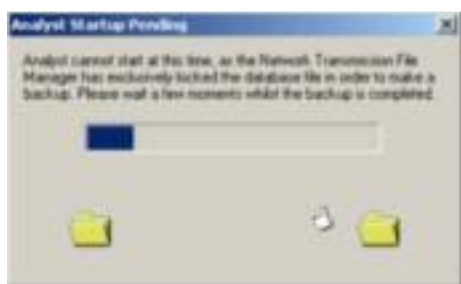 Analyst Startup Pending
Analyst cannot start at this time, as the Network Transmission File
Manager has exclusively locked the database file in order to make a
backup. Please wait a few moments whilst the backup is completed.